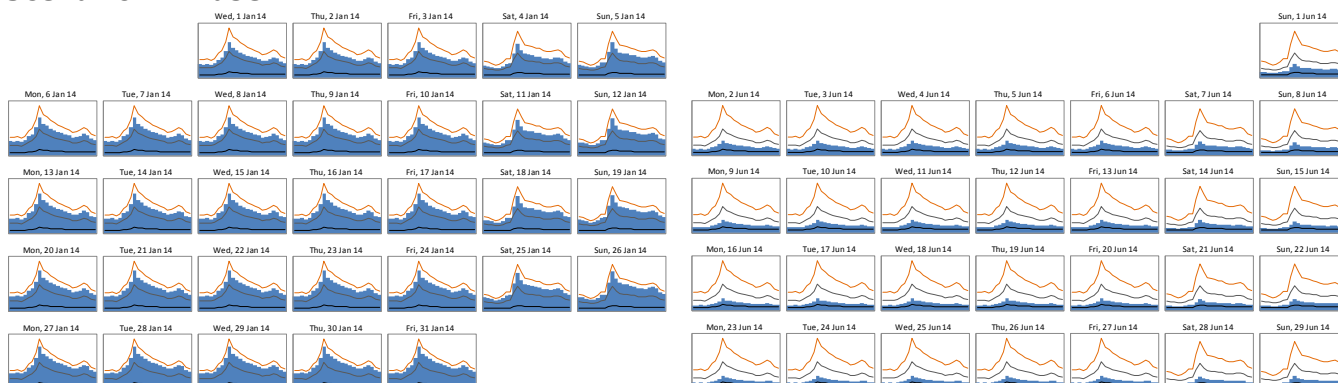 Wed, 1 Jan 14 Thu, 2 Jan 14 Fri, 3 Jan 14 Sat, 4 Jan 14 Sun, 5 Jan 14 Sun, 1 Jun 14
Mon, 6 Jan 14 Tue, 7 Jan 14 Wed, 8 Jan 14 Thu, 9 Jan 14 Fri, 10 Jan 14 Sat, 11 Jan 14 Sun, 12 Jan 14 Mon, 2 Jun 14 Tue, 3 Jun 14 Wed, 4 Jun 14 Thu, 5 Jun 14 Fri, 6 Jun 14 Sat, 7 Jun 14 Sun, 8 Jun 14
Mon, 13 Jan 14 Tue, 14 Jan 14 Wed, 15 Jan 14 Thu, 16 Jan 14 Fri, 17 Jan 14 Sat, 18 Jan 14 Sun, 19 Jan 14 Mon, 9 Jun 14 Tue, 10 Jun 14 Wed, 11 Jun 14 Thu, 12 Jun 14 Fri, 13 Jun 14 Sat, 14 Jun 14 Sun, 15 Jun 14
Mon, 20 Jan 14 Tue, 21 Jan 14 Wed, 22 Jan 14 Thu, 23 Jan 14 Fri, 24 Jan 14 Sat, 25 Jan 14 Sun, 26 Jan 14 Mon, 16 Jun 14 Tue, 17 Jun 14 Wed, 18 Jun 14 Thu, 19 Jun 14 Fri, 20 Jun 14 Sat, 21 Jun 14 Sun, 22 Jun 14
Mon, 27 Jan 14 Tue, 28 Jan 14 Wed, 29 Jan 14 Thu, 30 Jan 14 Fri, 31 Jan 14 Mon, 23 Jun 14 Tue, 24 Jun 14 Wed, 25 Jun 14 Thu, 26 Jun 14 Fri, 27 Jun 14 Sat, 28 Jun 14 Sun, 29 Jun 14